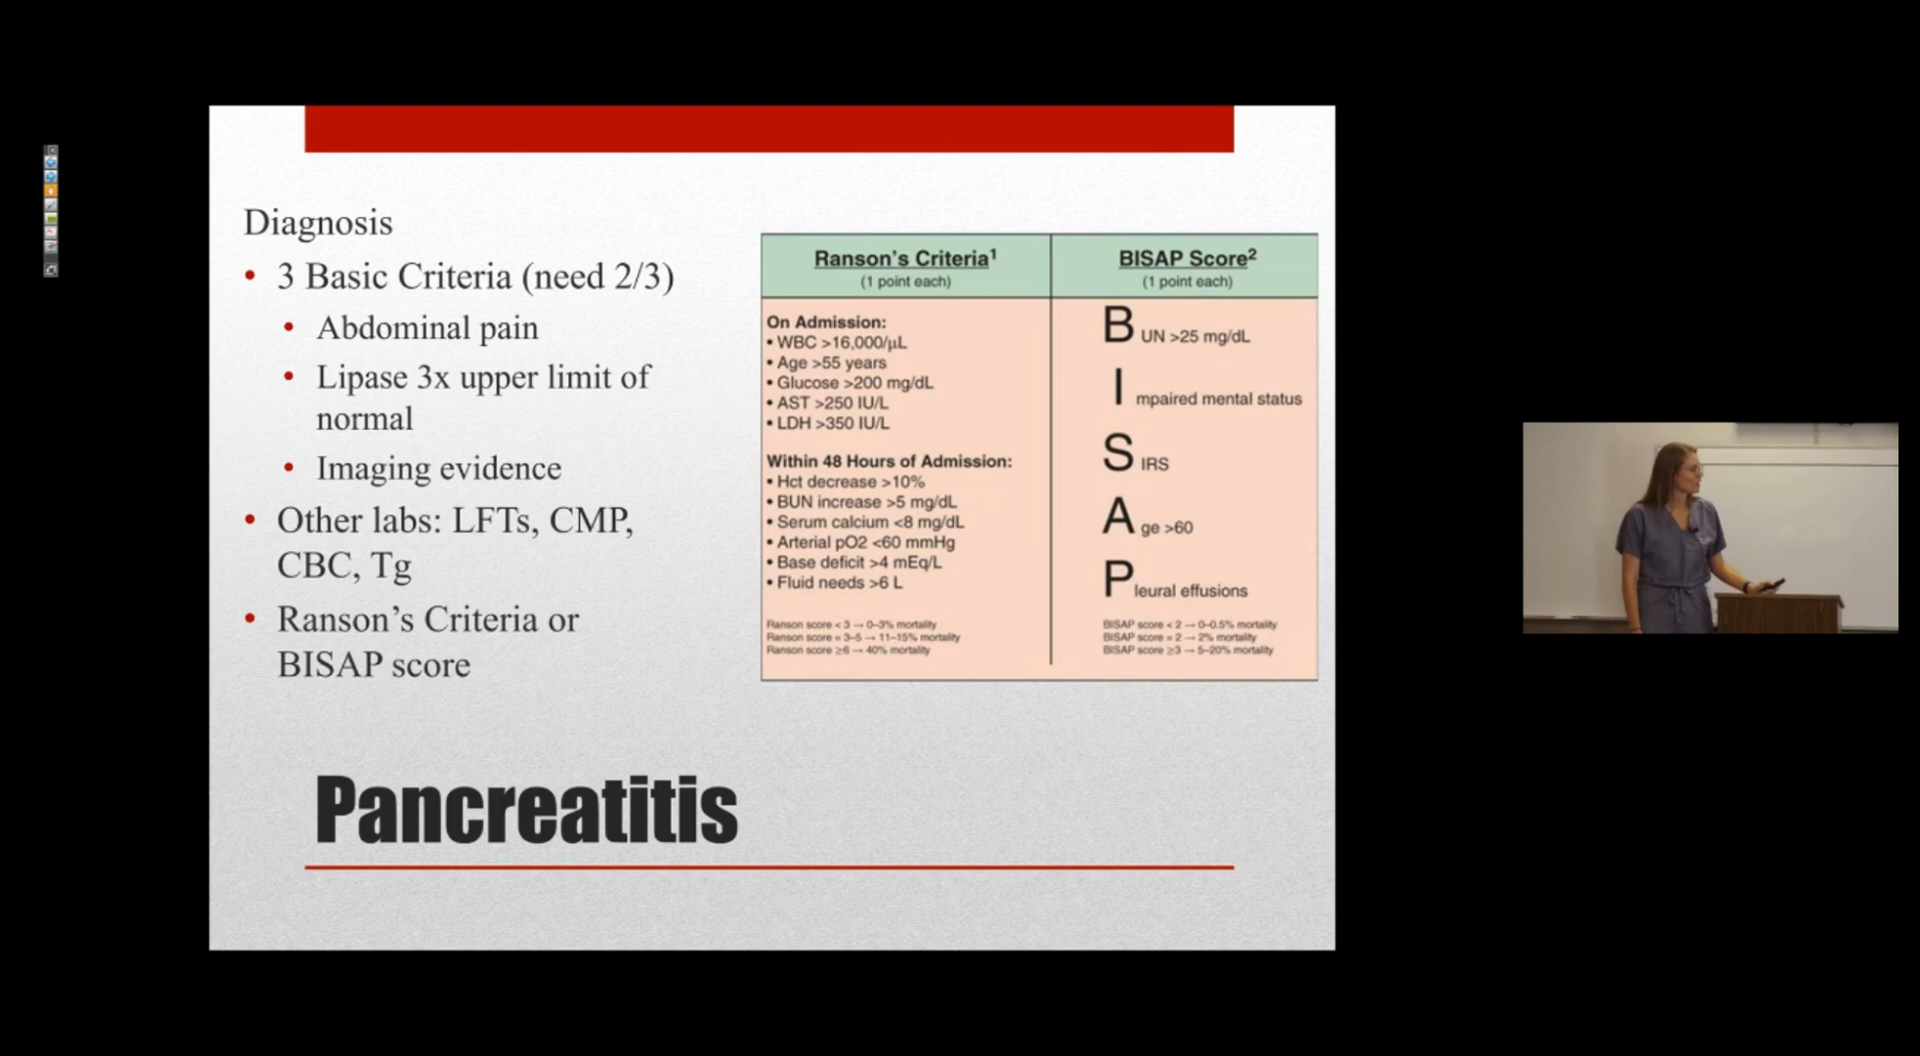 Diagnosis
• 3 Basic Criteria (need 2/3)
• Abdominal pain
• Lipase 3x upper limit of
normal
• Imaging evidence
• Other labs: LFTs, CMP,
CBC, Tg
• Ranson's Criteria or
BISAP score
Ranson's Criteria¹
(1 point each)
On Admission:
• WBC >16,000/µL
• Age >55 years
• Glucose >200 mg/dL
• AST >250 IU/L
• LDH >350 IU/L
Within 48 Hours of Admission:
• Hct decrease >10%
• BUN increase >5 mg/dL
• Serum calcium <8 mg/dL
• Arterial pO2 <60 mmHg
• Base deficit >4 mEq/L
• Fluid needs >6 L
Ranson score < 3 → 0–3% mortality
Ranson score = 3–5 → 11–15% mortality
Ranson score ≥6 → 40% mortality
BISAP Score²
(1 point each)
BUN >25 mg/dL
Impaired mental status
SIRS
Age >60
Pleural effusions
BISAP score < 2 → 0–0.5% mortality
BISAP score = 2 → 2% mortality
BISAP score ≥3 → 5–20% mortality
Pancreatitis